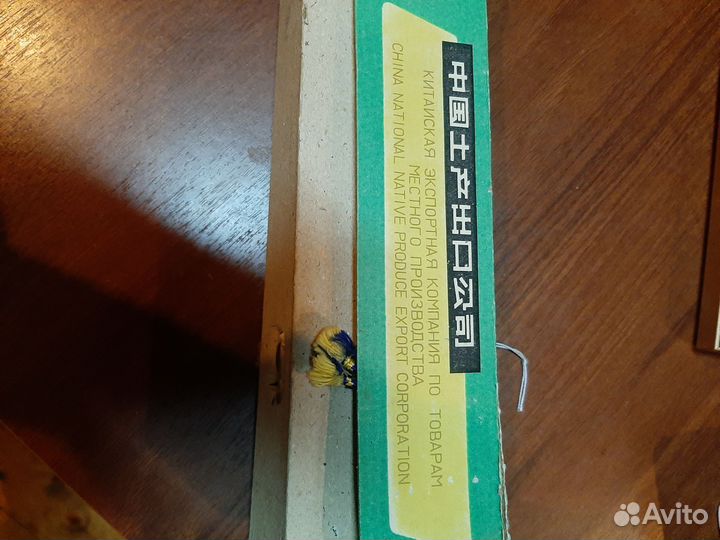 中国土产出口公司
КИТАЙСКАЯ ЭКСПОРТНАЯ КОМПАНИЯ ПО ТОВАРАМ
МЕСТНОГО ПРОИЗВОДСТВА
CHINA NATIONAL NATIVE PRODUCE EXPORT CORPORATION
Avito